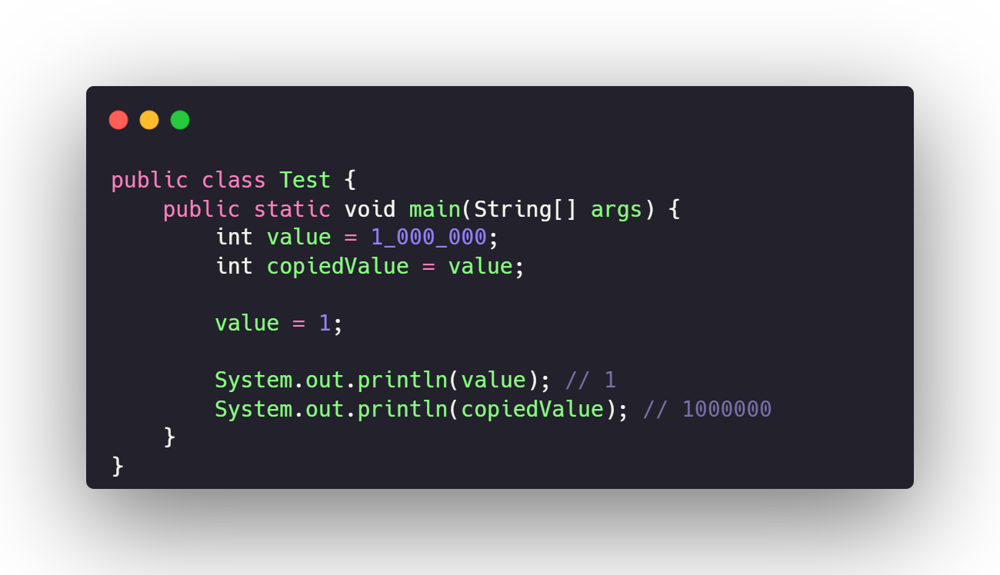 public class Test {
    public static void main(String[] args) {
        int value = 1_000_000;
        int copiedValue = value;

        value = 1;

        System.out.println(value); // 1
        System.out.println(copiedValue); // 1000000
    }
}